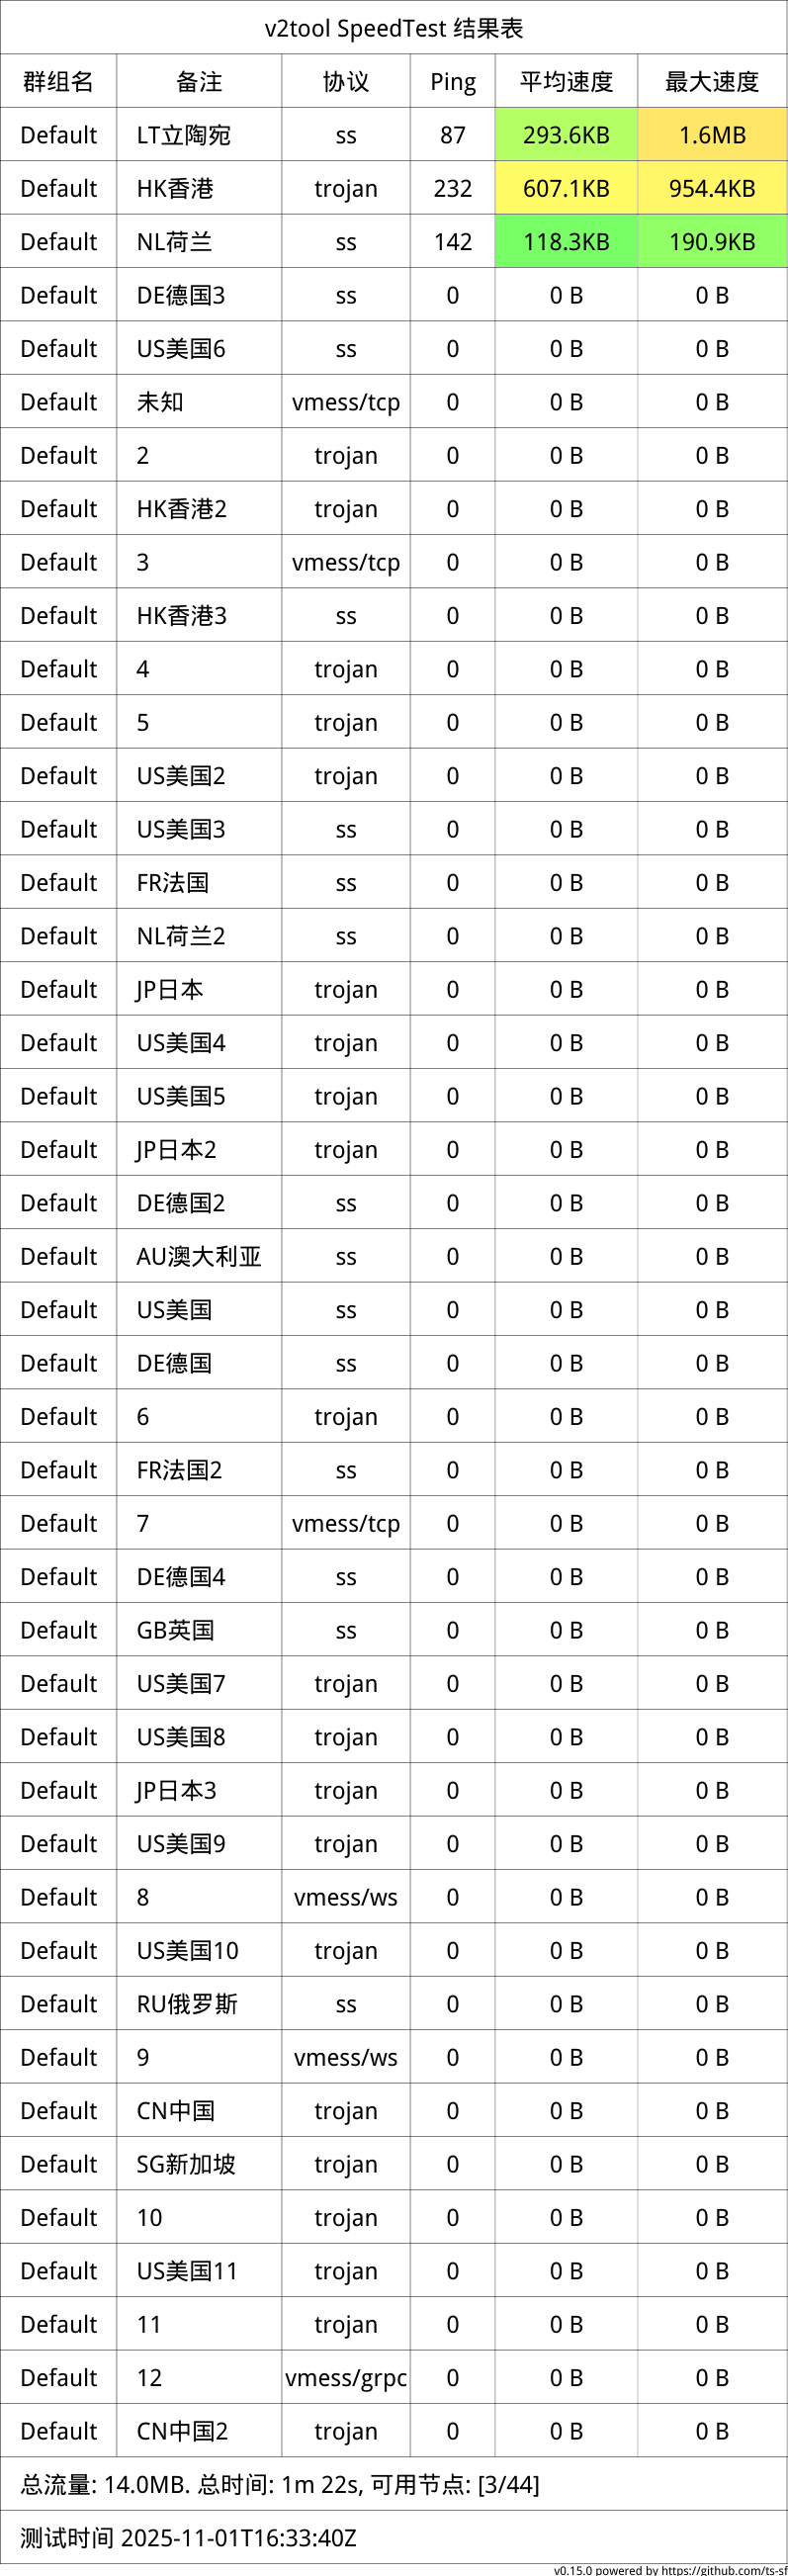 v2tool SpeedTest 结果表
群组名 备注 协议 Ping 平均速度 最大速度
Default LT立陶宛 ss 87 293.6KB 1.6MB
Default HK香港 trojan 232 607.1KB 954.4KB
Default NL荷兰 ss 142 118.3KB 190.9KB
Default DE德国3 ss 0 0 B 0 B
Default US美国6 ss 0 0 B 0 B
Default 未知 vmess/tcp 0 0 B 0 B
Default 2 trojan 0 0 B 0 B
Default HK香港2 trojan 0 0 B 0 B
Default 3 vmess/tcp 0 0 B 0 B
Default HK香港3 ss 0 0 B 0 B
Default 4 trojan 0 0 B 0 B
Default 5 trojan 0 0 B 0 B
Default US美国2 trojan 0 0 B 0 B
Default US美国3 ss 0 0 B 0 B
Default FR法国 ss 0 0 B 0 B
Default NL荷兰2 ss 0 0 B 0 B
Default JP日本 trojan 0 0 B 0 B
Default US美国4 trojan 0 0 B 0 B
Default US美国5 trojan 0 0 B 0 B
Default JP日本2 trojan 0 0 B 0 B
Default DE德国2 ss 0 0 B 0 B
Default AU澳大利亚 ss 0 0 B 0 B
Default US美国 ss 0 0 B 0 B
Default DE德国 ss 0 0 B 0 B
Default 6 trojan 0 0 B 0 B
Default FR法国2 ss 0 0 B 0 B
Default 7 vmess/tcp 0 0 B 0 B
Default DE德国4 ss 0 0 B 0 B
Default GB英国 ss 0 0 B 0 B
Default US美国7 trojan 0 0 B 0 B
Default US美国8 trojan 0 0 B 0 B
Default JP日本3 trojan 0 0 B 0 B
Default US美国9 trojan 0 0 B 0 B
Default 8 vmess/ws 0 0 B 0 B
Default US美国10 trojan 0 0 B 0 B
Default RU俄罗斯 ss 0 0 B 0 B
Default 9 vmess/ws 0 0 B 0 B
Default CN中国 trojan 0 0 B 0 B
Default SG新加坡 trojan 0 0 B 0 B
Default 10 trojan 0 0 B 0 B
Default US美国11 trojan 0 0 B 0 B
Default 11 trojan 0 0 B 0 B
Default 12 vmess/grpc 0 0 B 0 B
Default CN中国2 trojan 0 0 B 0 B
总流量: 14.0MB. 总时间: 1m 22s, 可用节点: [3/44]
测试时间 2025-11-01T16:33:40Z
v0.15.0 powered by https://github.com/ts-sf